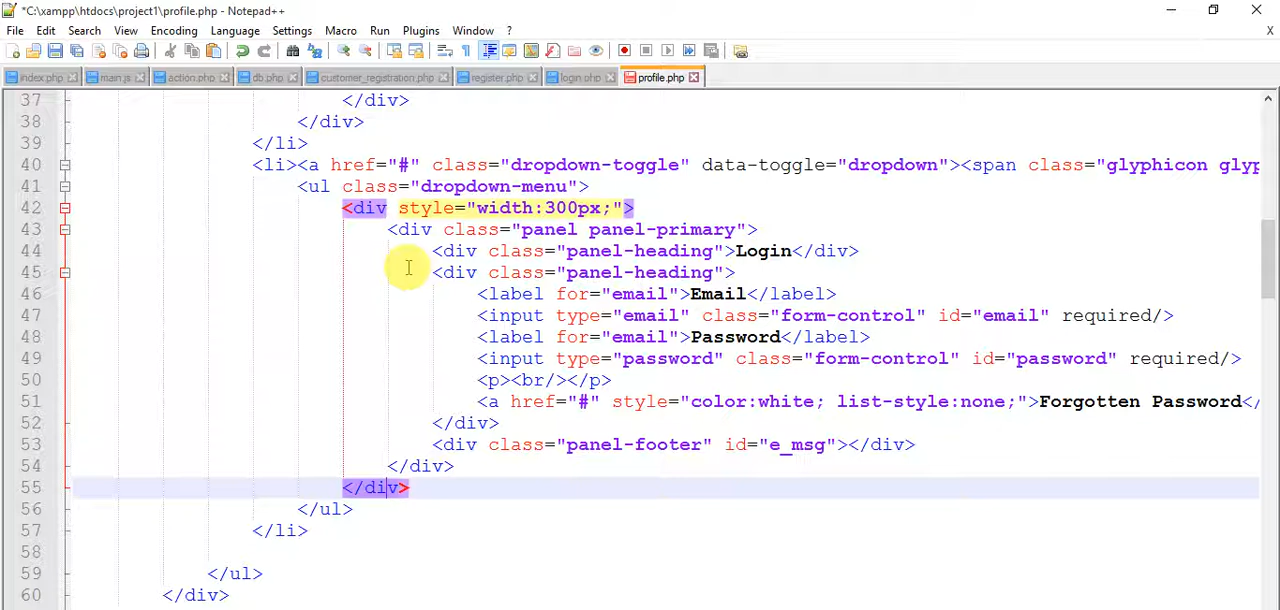 *C:\xampp\htdocs\project1\profile.php - Notepad++
File Edit Search View Encoding Language Settings Macro Run Plugins Window ? X
index.php main.js action.php db.php customer_registration.php register.php login.php profile.php
37 </div>
38 </div>
39 </li>
40 <li><a href="#" class="dropdown-toggle" data-toggle="dropdown"><span class="glyphicon glyp
41 <ul class="dropdown-menu">
42 <div style="width:300px;">
43 <div class="panel panel-primary">
44 <div class="panel-heading">Login</div>
45 <div class="panel-heading">
46 <label for="email">Email</label>
47 <input type="email" class="form-control" id="email" required/>
48 <label for="email">Password</label>
49 <input type="password" class="form-control" id="password" required/>
50 <p><br/></p>
51 <a href="#" style="color:white; list-style:none;">Forgotten Password</
52 </div>
53 <div class="panel-footer" id="e_msg"></div>
54 </div>
55 </div>
56 </ul>
57 </li>
58
59 </ul>
60 </div>